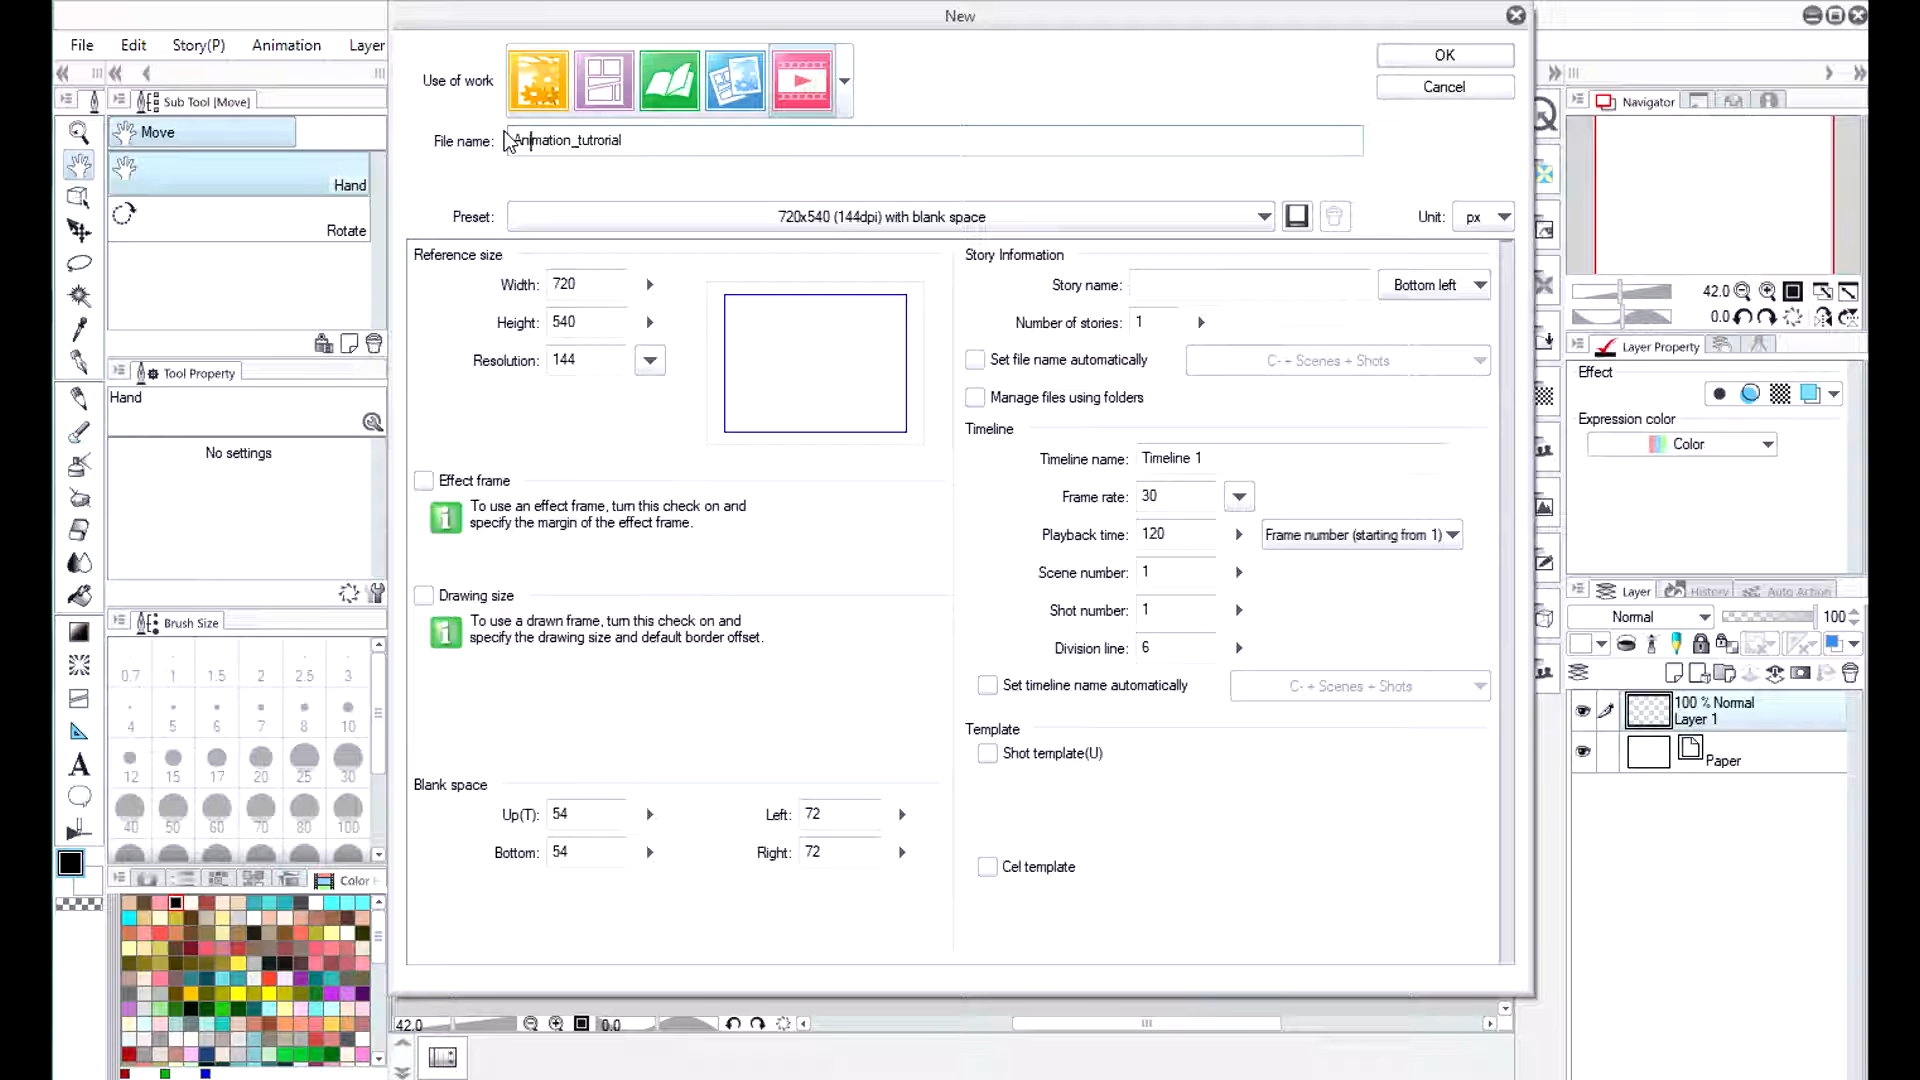 New
File Edit Story(P) Animation Layer
Sub Tool [Move]
Move
Hand
Rotate
Tool Property
Hand
No settings
Brush Size
0.7 1 1.5 2 2.5 3
4 5 6 7 8 10
12 15 17 20 25 30
40 50 60 70 80 100
Color
Use of work
OK
Cancel
File name: Animation_tutrorial
Preset: 720x540 (144dpi) with blank space
Unit: px
Reference size
Width: 720
Height: 540
Resolution: 144
Effect frame
To use an effect frame, turn this check on and
specify the margin of the effect frame.
Drawing size
To use a drawn frame, turn this check on and
specify the drawing size and default border offset.
Blank space
Up(T): 54 Left: 72
Bottom: 54 Right: 72
Story Information
Story name: Bottom left
Number of stories: 1
Set file name automatically C- + Scenes + Shots
Manage files using folders
Timeline
Timeline name: Timeline 1
Frame rate: 30
Playback time: 120 Frame number (starting from 1)
Scene number: 1
Shot number: 1
Division line: 6
Set timeline name automatically C- + Scenes + Shots
Template
Shot template(U)
Cel template
42.0 0.0
Navigator
42.0
0.0
Layer Property
Effect
Expression color
Color
Layer History Auto Action
Normal 100
100 % Normal
Layer 1
Paper